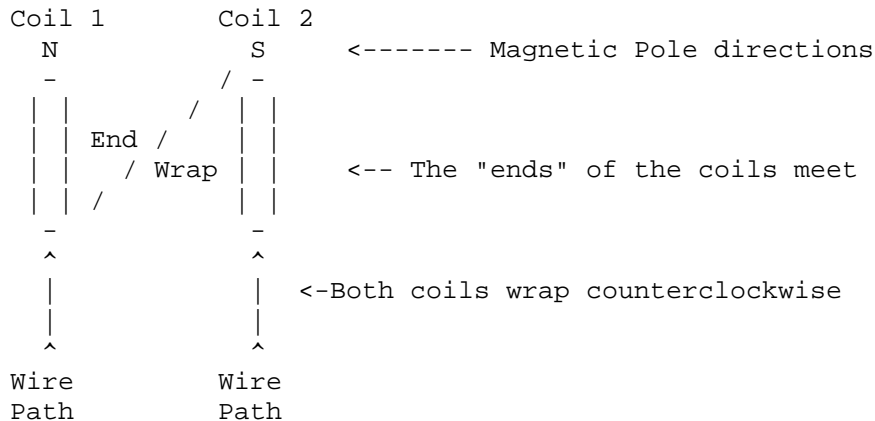 Coil 1 Coil 2
N S <------- Magnetic Pole directions
- / -
| | / | |
| | End / | |
| | / Wrap | | <-- The "ends" of the coils meet
| | / | |
- -
^ ^
| | <-Both coils wrap counterclockwise
| |
^ ^
Wire Wire
Path Path